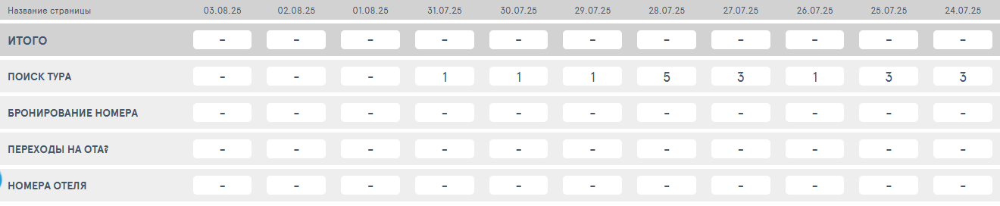 Название страницы 03.08.25 02.08.25 01.08.25 31.07.25 30.07.25 29.07.25 28.07.25 27.07.25 26.07.25 25.07.25 24.07.25
ИТОГО - - - - - - - - - - -
ПОИСК ТУРА - - - 1 1 1 5 3 1 3 3
БРОНИРОВАНИЕ НОМЕРА - - - - - - - - - - -
ПЕРЕХОДЫ НА ОТА? - - - - - - - - - - -
НОМЕРА ОТЕЛЯ - - - - - - - - - - -